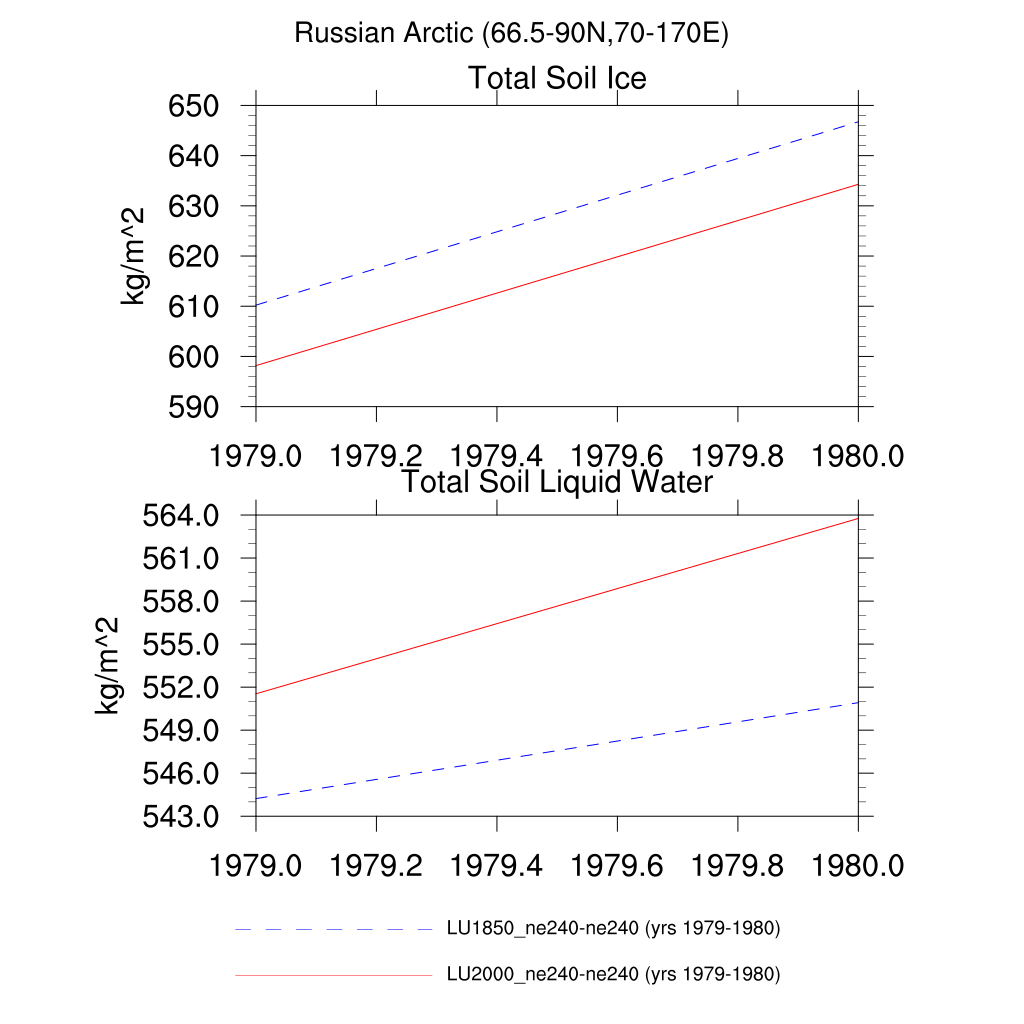 Russian Arctic (66.5-90N,70-170E)
Total Soil Ice
650
640
630
620
610
600
590
kg/m^2
1979.0 1979.2 1979.4 1979.6 1979.8 1980.0
Total Soil Liquid Water
564.0
561.0
558.0
555.0
552.0
549.0
546.0
543.0
kg/m^2
1979.0 1979.2 1979.4 1979.6 1979.8 1980.0
LU1850_ne240-ne240 (yrs 1979-1980)
LU2000_ne240-ne240 (yrs 1979-1980)